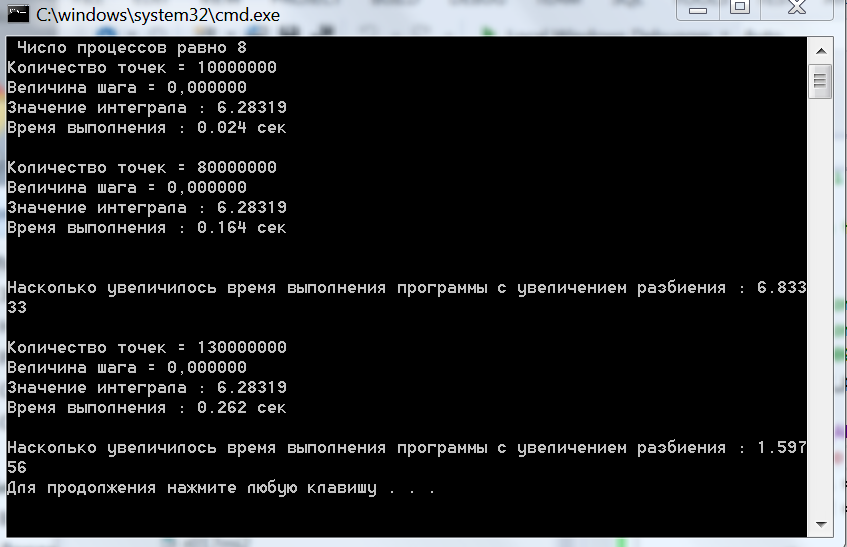 C:\windows\system32\cmd.exe
Число процессов равно 8
Количество точек = 10000000
Величина шага = 0,000000
Значение интеграла : 6.28319
Время выполнения : 0.024 сек
Количество точек = 80000000
Величина шага = 0,000000
Значение интеграла : 6.28319
Время выполнения : 0.164 сек
Насколько увеличилось время выполнения программы с увеличением разбиения : 6.833
33
Количество точек = 130000000
Величина шага = 0,000000
Значение интеграла : 6.28319
Время выполнения : 0.262 сек
Насколько увеличилось время выполнения программы с увеличением разбиения : 1.597
56
Для продолжения нажмите любую клавишу . . .